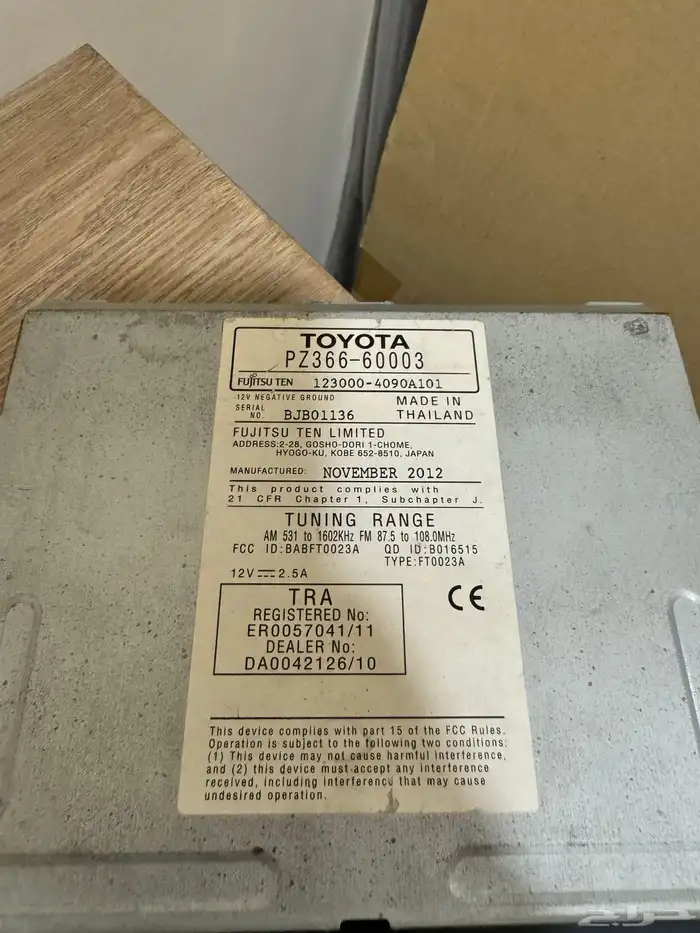 TOYOTA
PZ366-60003
FUJITSU TEN 123000-4090A101
12V NEGATIVE GROUND
MADE IN
THAILAND
SERIAL
NO. BJB01136
FUJITSU TEN LIMITED
ADDRESS:2-28, GOSHO-DORI 1-CHOME,
HYOGO-KU, KOBE 652-8510, JAPAN
MANUFACTURED: NOVEMBER 2012
This product complies with
21 CFR Chapter 1, Subchapter J.
TUNING RANGE
AM 531 to 1602KHz FM 87.5 to 108.0MHz
FCC ID:BABFT0023A QD ID:B016515
TYPE:FT0023A
12V 2.5A
TRA
REGISTERED No:
ER0057041/11
DEALER No:
DA0042126/10
CE
This device complies with part 15 of the FCC Rules.
Operation is subject to the following two conditions:
(1) This device may not cause harmful interference,
and (2) this device must accept any interference
received, including interference that may cause
undesired operation.
حراج